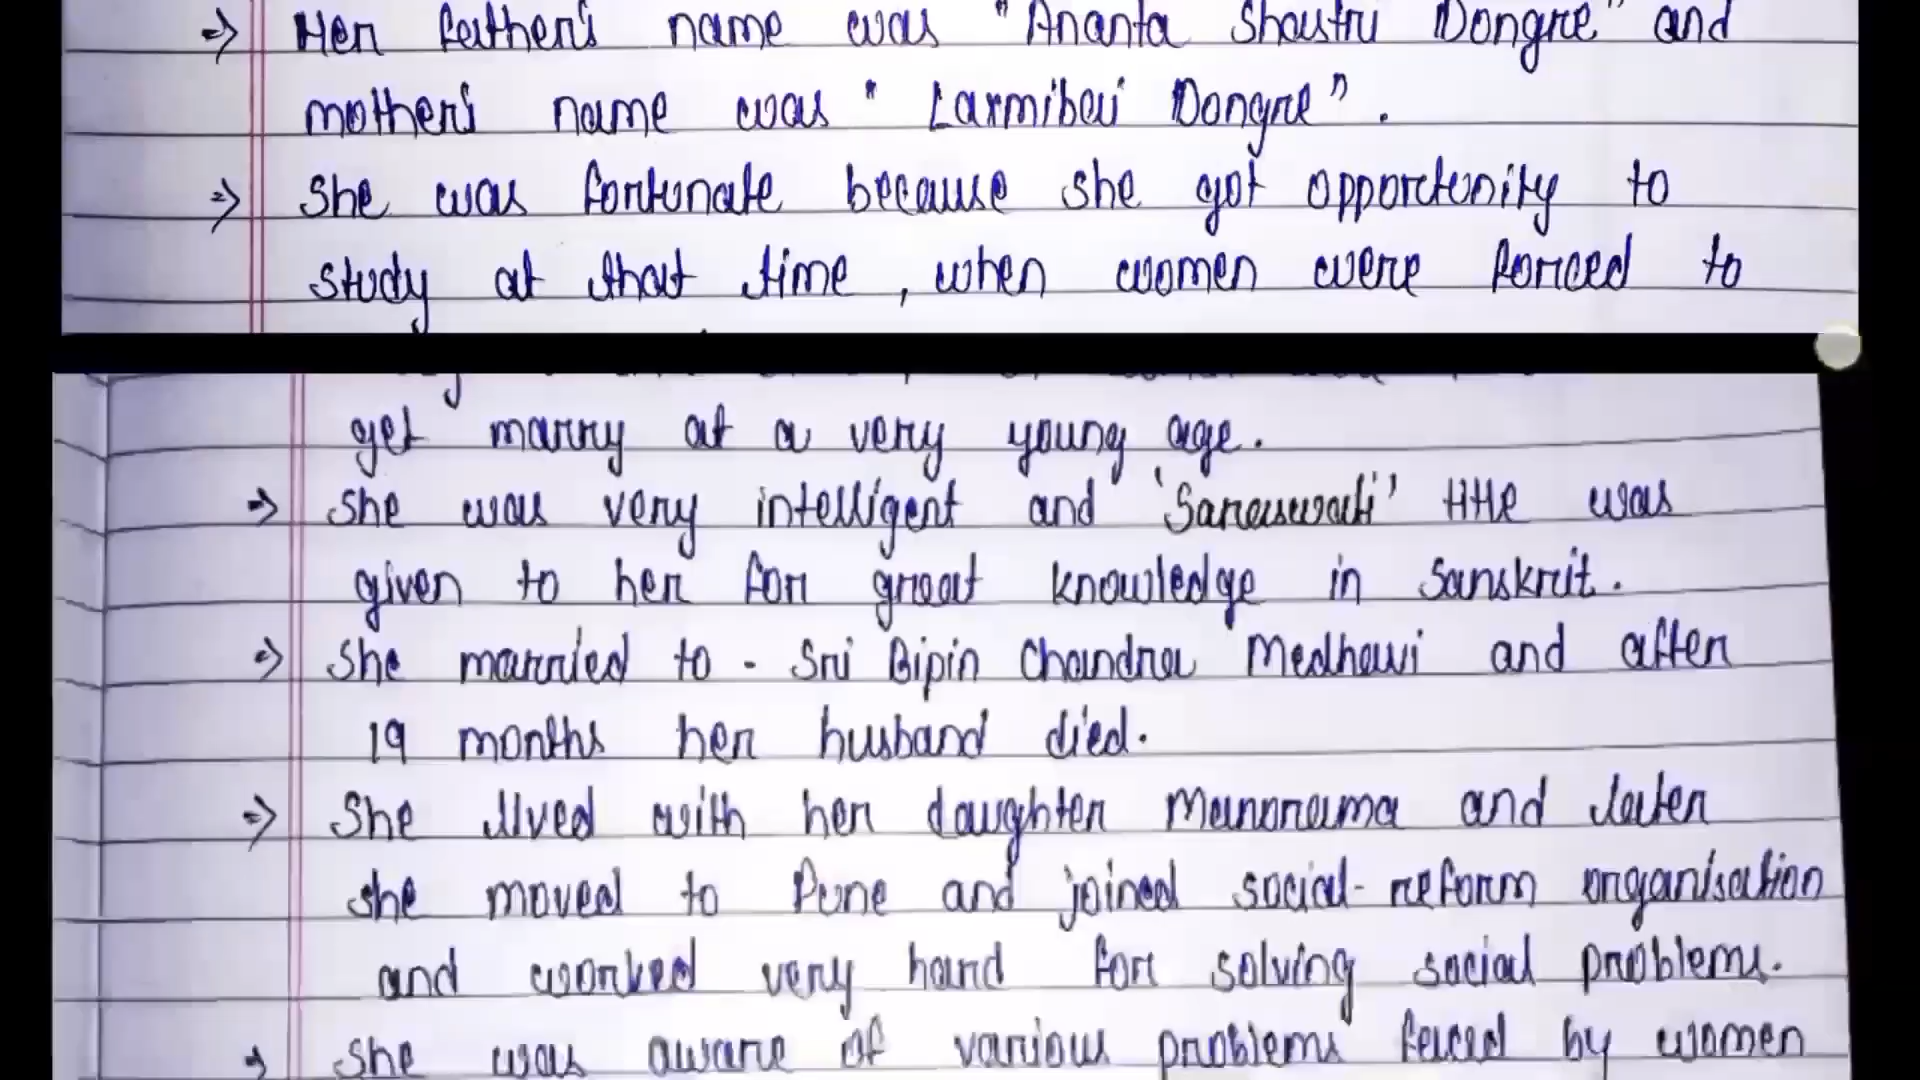 ⇒ Her father's name was "Ananta Shastri Dongre" and
mother's name was "Laxmibai Dongre".
⇒ She was fortunate because she got opportunity to
study at that time, when women were forced to
get marry at a very young age.
⇒ She was very intelligent and 'Saraswati' title was
given to her for great knowledge in Sanskrit.
⇒ She married to - Sri Bipin Chandra Medhavi and after
19 months her husband died.
⇒ She lived with her daughter Manorama and later
she moved to Pune and joined social-reform organisation
and worked very hard for solving social problems.
⇒ She was aware of various problems faced by women